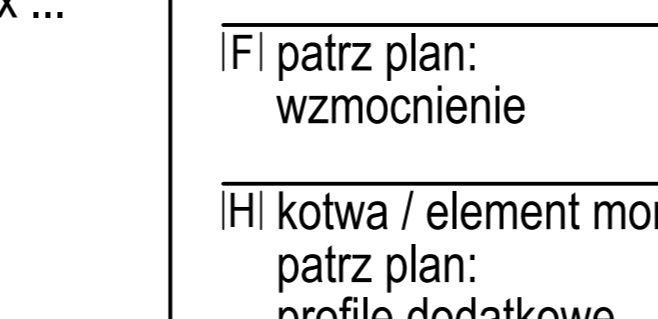 x ...
|F| patrz plan:
wzmocnienie
|H| kotwa / element
patrz plan:
profile dodatkowe